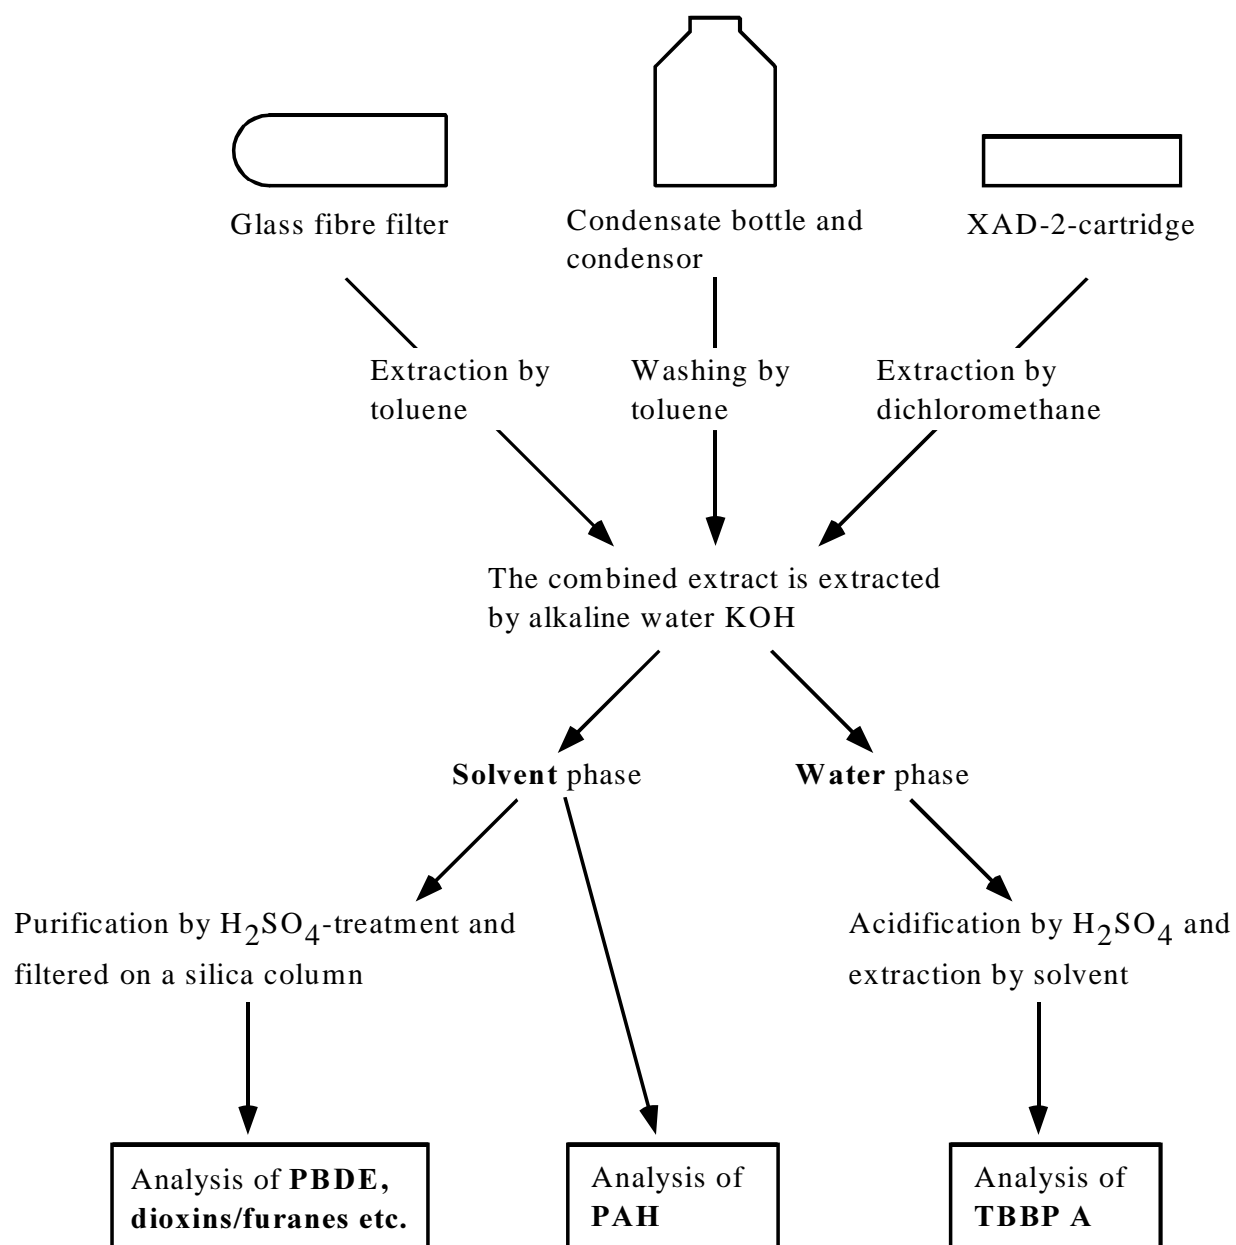 Glass fibre filter
Condensate bottle and
condensor
XAD-2-cartridge
Extraction by
toluene
Washing by
toluene
Extraction by
dichloromethane
The combined extract is extracted
by alkaline water KOH
Solvent phase
Water phase
Purification by H₂SO₄-treatment and
filtered on a silica column
Acidification by H₂SO₄ and
extraction by solvent
Analysis of PBDE,
dioxins/furanes etc.
Analysis of
PAH
Analysis of
TBBP A